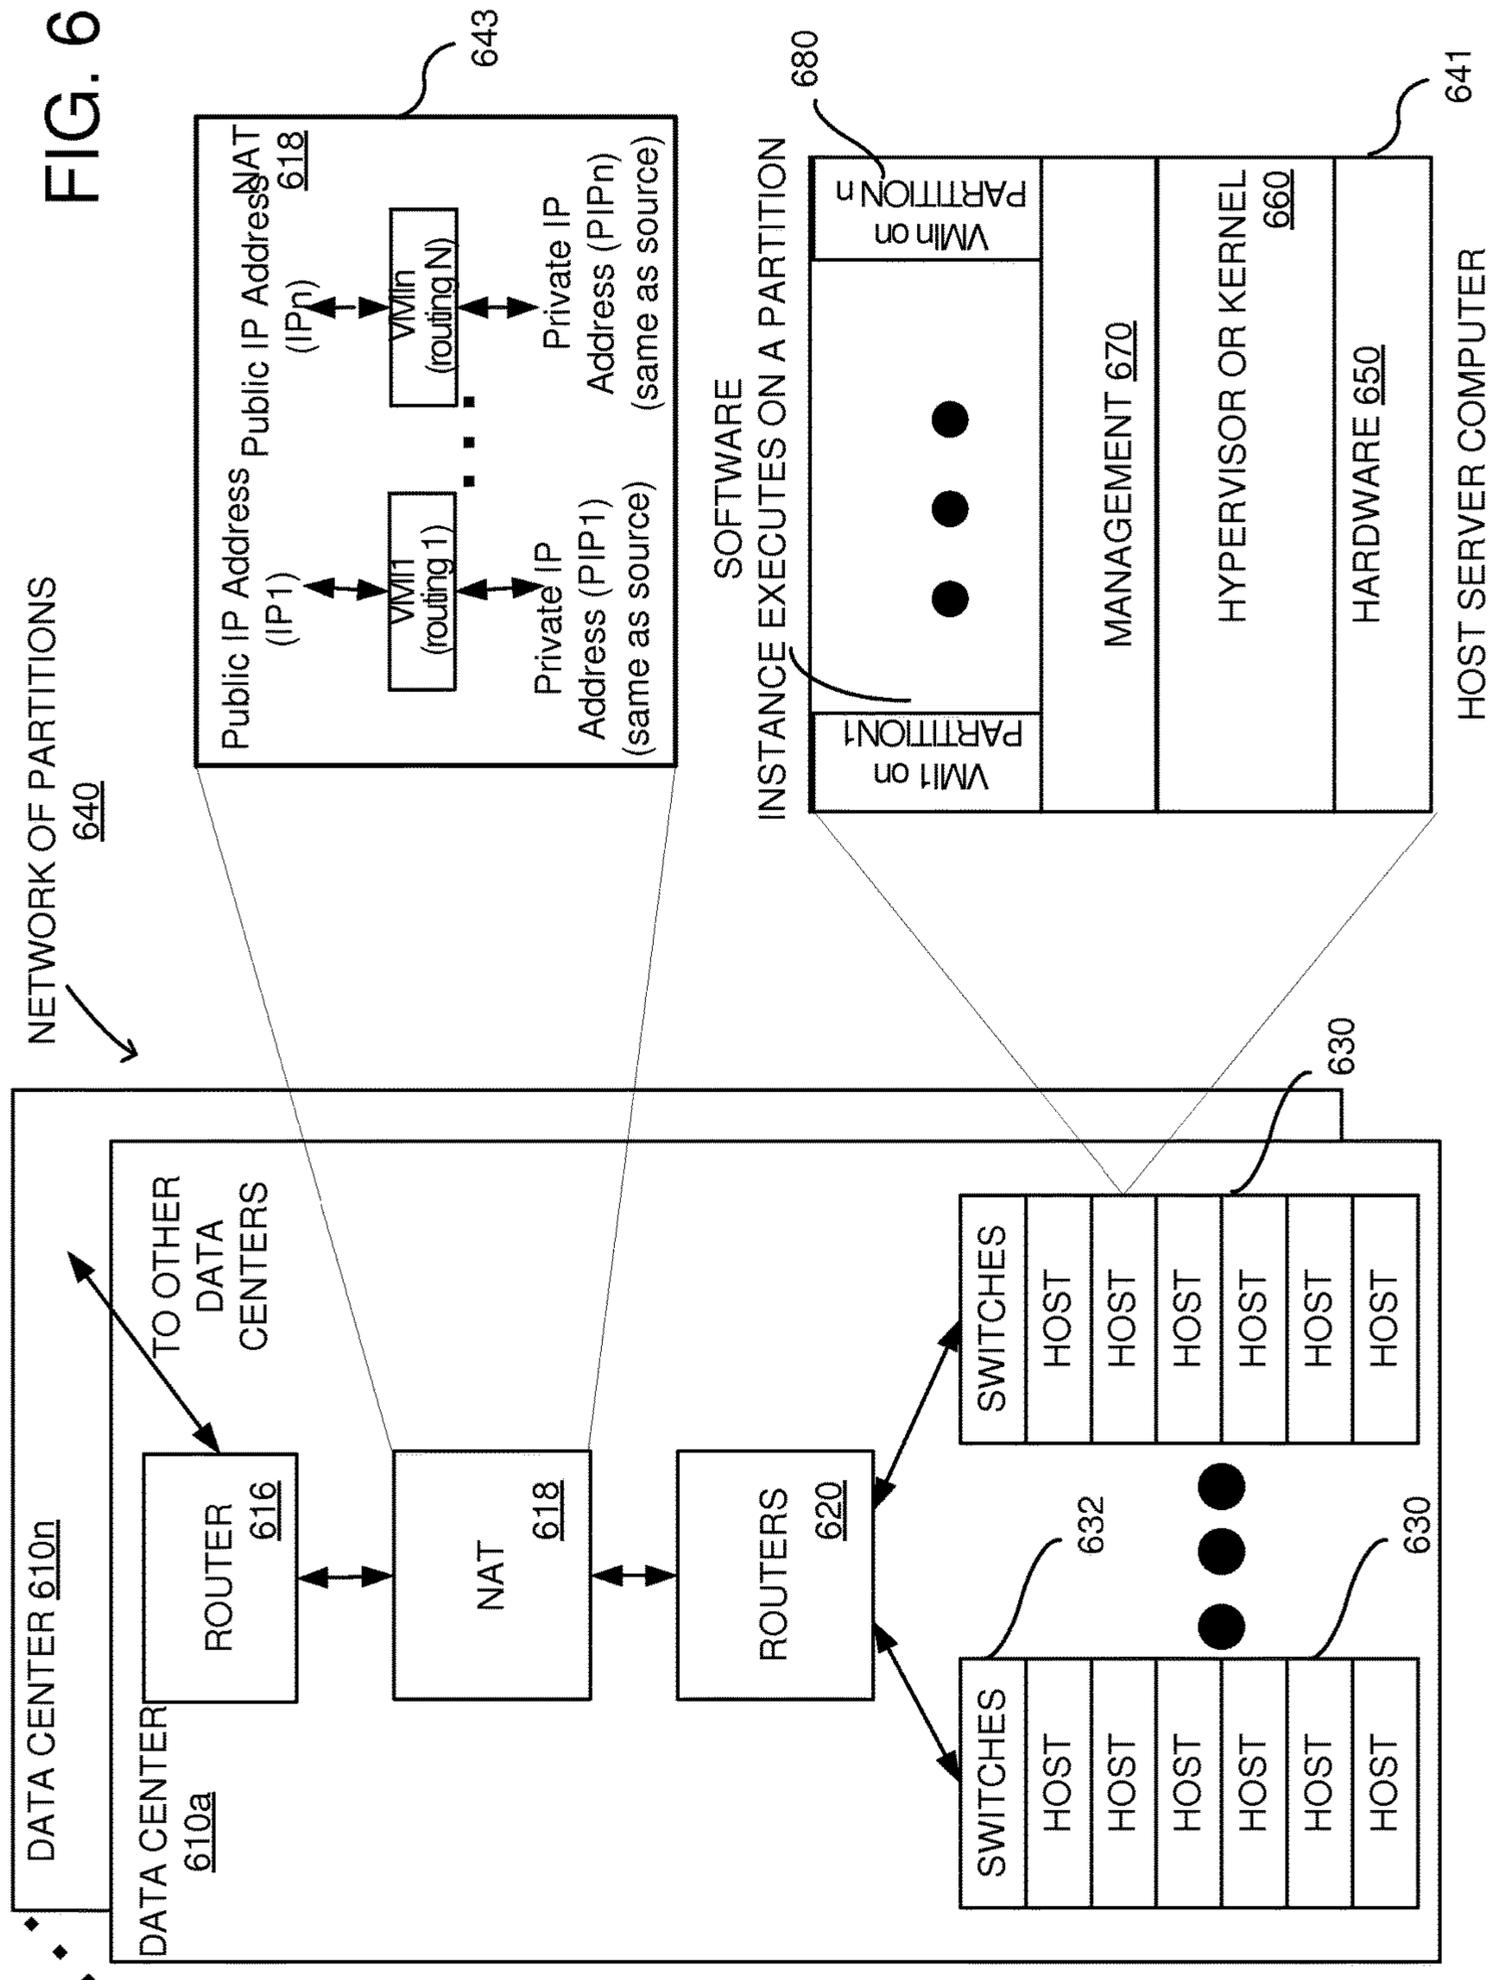 FIG. 6
NETWORK OF PARTITIONS
640
DATA CENTER 610n
DATA CENTER
610a
ROUTER
616
TO OTHER
DATA
CENTERS
NAT
618
ROUTERS
620
SWITCHES
HOST
HOST
HOST
HOST
HOST
HOST
632
630
SWITCHES
HOST
HOST
HOST
HOST
HOST
HOST
630
NAT
618
643
Public IP Address
(IP1)
VMI1
(routing 1)
Private IP
Address (PIP1)
(same as source)
Public IP Address
(IPn)
VMIn
(routing N)
Private IP
Address (PIPn)
(same as source)
SOFTWARE
INSTANCE EXECUTES ON A PARTITION
680
VMI1 on
PARTITION1
VMIn on
PARTITION n
MANAGEMENT 670
HYPERVISOR OR KERNEL
660
HARDWARE 650
641
HOST SERVER COMPUTER